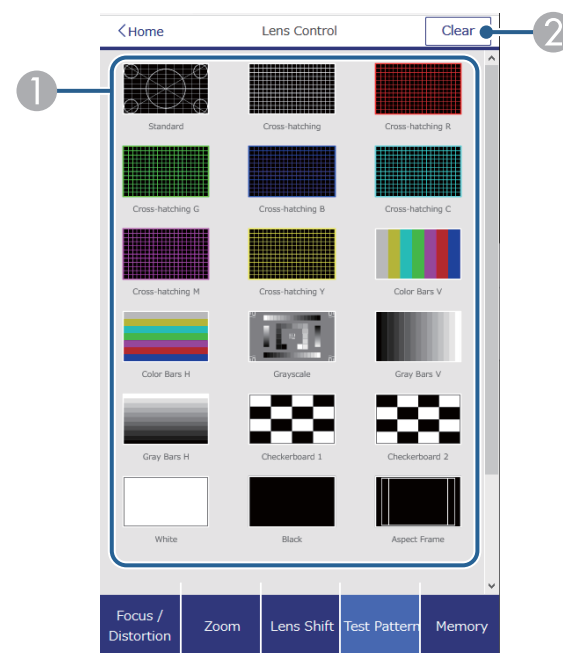 Home
Lens Control
Clear
2
1
Standard
Cross-hatching
Cross-hatching R
Cross-hatching G
Cross-hatching B
Cross-hatching C
Cross-hatching M
Cross-hatching Y
Color Bars V
Color Bars H
Grayscale
Gray Bars V
Gray Bars H
Checkerboard 1
Checkerboard 2
White
Black
Aspect Frame
Focus /
Distortion
Zoom
Lens Shift
Test Pattern
Memory